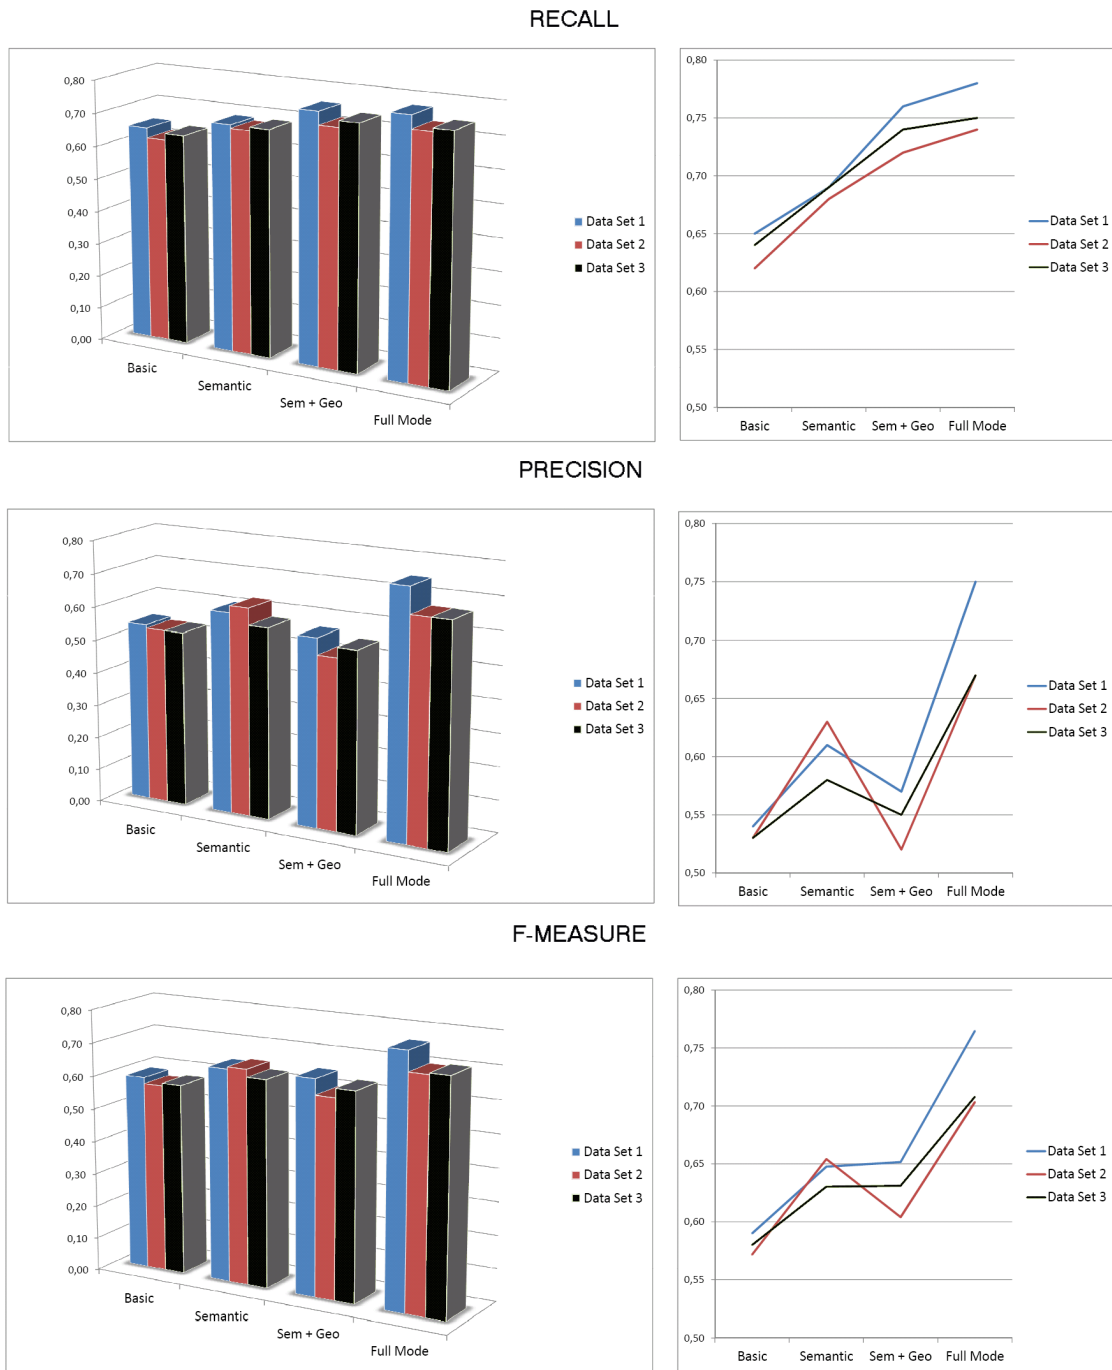 RECALL
0,80
0,70
0,60
0,50
0,40
0,30
0,20
0,10
0,00
Basic
Semantic
Sem + Geo
Full Mode
Data Set 1
Data Set 2
Data Set 3
0,80
0,75
0,70
0,65
0,60
0,55
0,50
Basic Semantic Sem + Geo Full Mode
Data Set 1
Data Set 2
Data Set 3
PRECISION
0,80
0,70
0,60
0,50
0,40
0,30
0,20
0,10
0,00
Basic
Semantic
Sem + Geo
Full Mode
Data Set 1
Data Set 2
Data Set 3
0,80
0,75
0,70
0,65
0,60
0,55
0,50
Basic Semantic Sem + Geo Full Mode
Data Set 1
Data Set 2
Data Set 3
F-MEASURE
0,80
0,70
0,60
0,50
0,40
0,30
0,20
0,10
0,00
Basic
Semantic
Sem + Geo
Full Mode
Data Set 1
Data Set 2
Data Set 3
0,80
0,75
0,70
0,65
0,60
0,55
0,50
Basic Semantic Sem + Geo Full Mode
Data Set 1
Data Set 2
Data Set 3